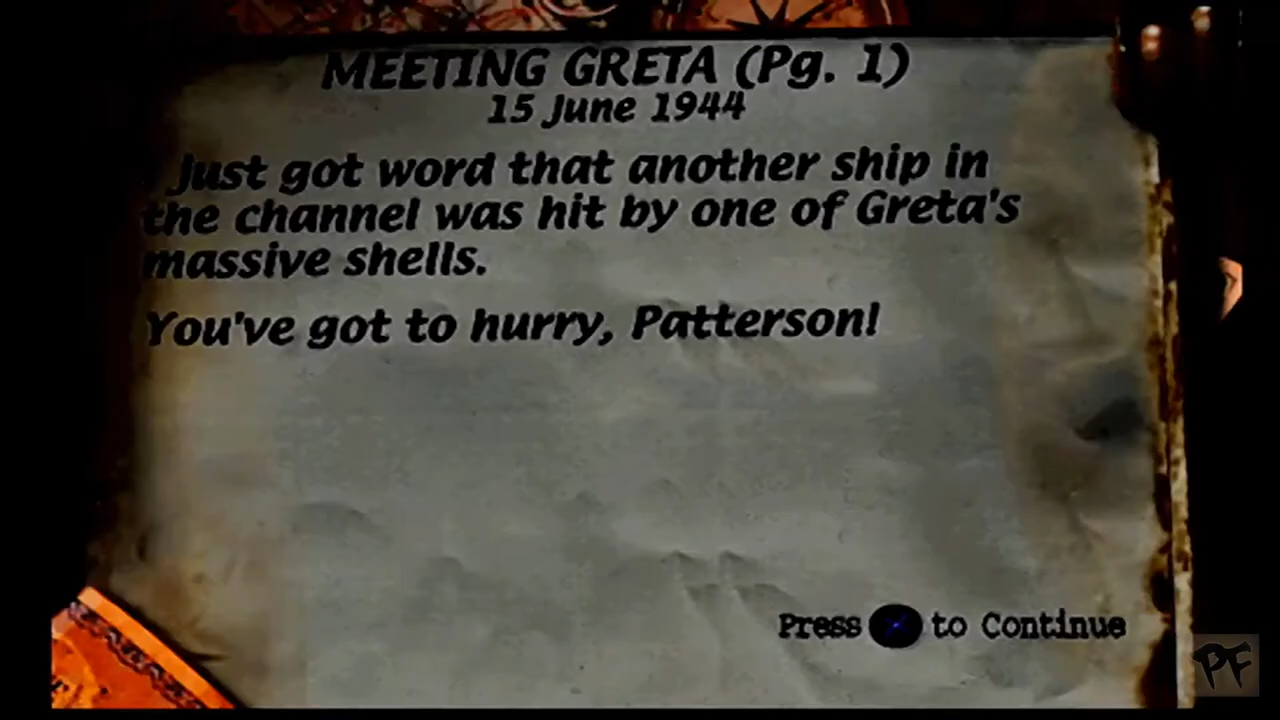 MEETING GRETA (Pg. 1)
15 June 1944
Just got word that another ship in
the channel was hit by one of Greta's
massive shells.
You've got to hurry, Patterson!
Press to Continue
PF